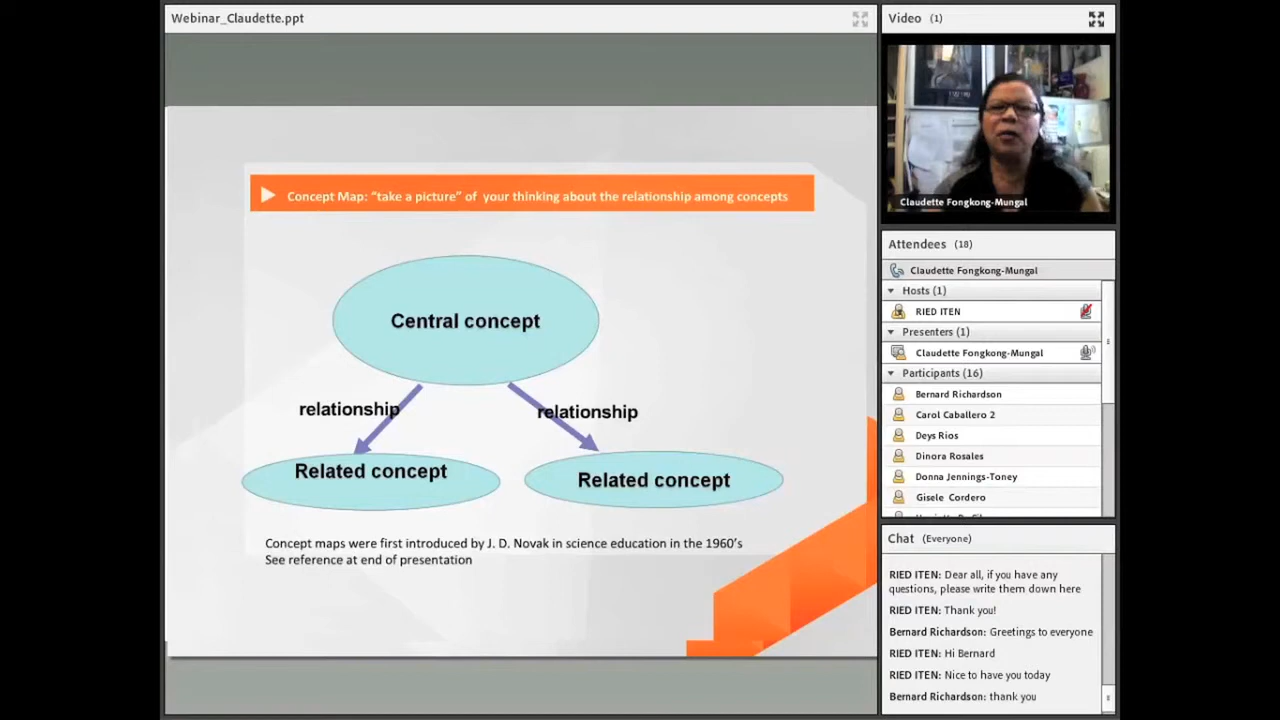 Webinar_Claudette.ppt
Concept Map: “take a picture” of your thinking about the relationship among concepts
Central concept
relationship
relationship
Related concept
Related concept
Concept maps were first introduced by J. D. Novak in science education in the 1960’s
See reference at end of presentation
Video (1)
Claudette Fongkong-Mungal
Attendees (18)
Claudette Fongkong-Mungal
Hosts (1)
RIED ITEN
Presenters (1)
Claudette Fongkong-Mungal
Participants (16)
Bernard Richardson
Carol Caballero 2
Deys Rios
Dinora Rosales
Donna Jennings-Toney
Gisele Cordero
Chat (Everyone)
RIED ITEN: Dear all, if you have any
questions, please write them down here
RIED ITEN: Thank you!
Bernard Richardson: Greetings to everyone
RIED ITEN: Hi Bernard
RIED ITEN: Nice to have you today
Bernard Richardson: thank you